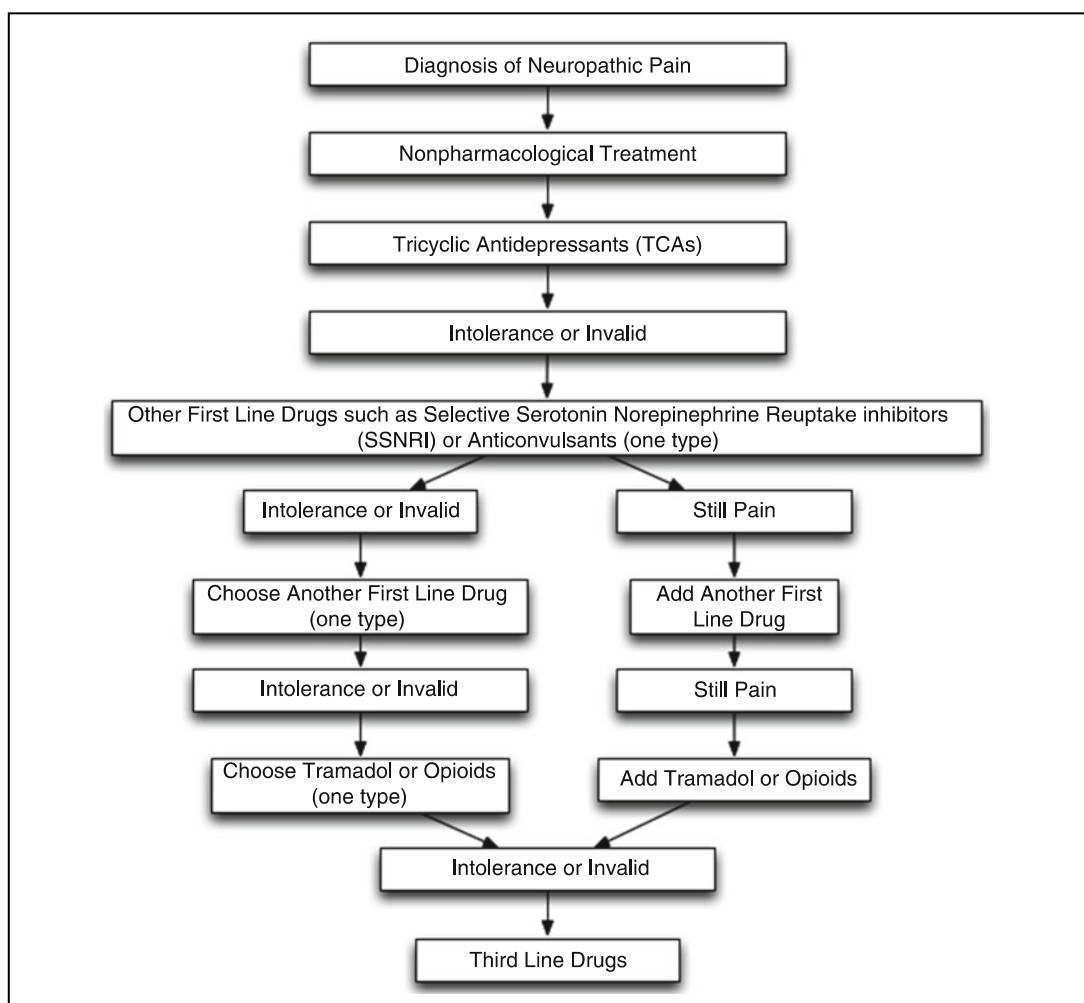 Diagnosis of Neuropathic Pain
Nonpharmacological Treatment
Tricyclic Antidepressants (TCAs)
Intolerance or Invalid
Other First Line Drugs such as Selective Serotonin Norepinephrine Reuptake inhibitors
(SSNRI) or Anticonvulsants (one type)
Intolerance or Invalid
Still Pain
Choose Another First Line Drug
(one type)
Add Another First
Line Drug
Intolerance or Invalid
Still Pain
Choose Tramadol or Opioids
(one type)
Add Tramadol or Opioids
Intolerance or Invalid
Third Line Drugs